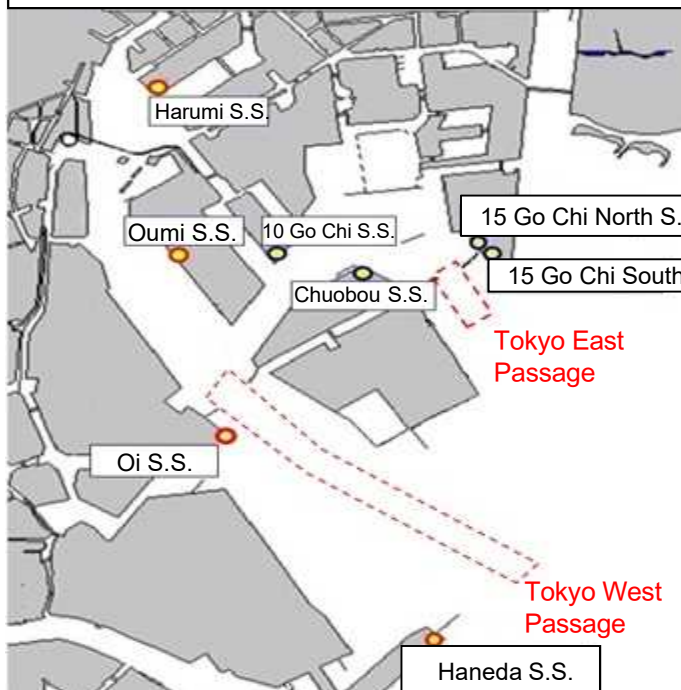 Harumi S.S.
Oumi S.S.
10 Go Chi S.S.
15 Go Chi North S.
15 Go Chi South
Chuobou S.S.
Tokyo East
Passage
Oi S.S.
Tokyo West
Passage
Haneda S.S.